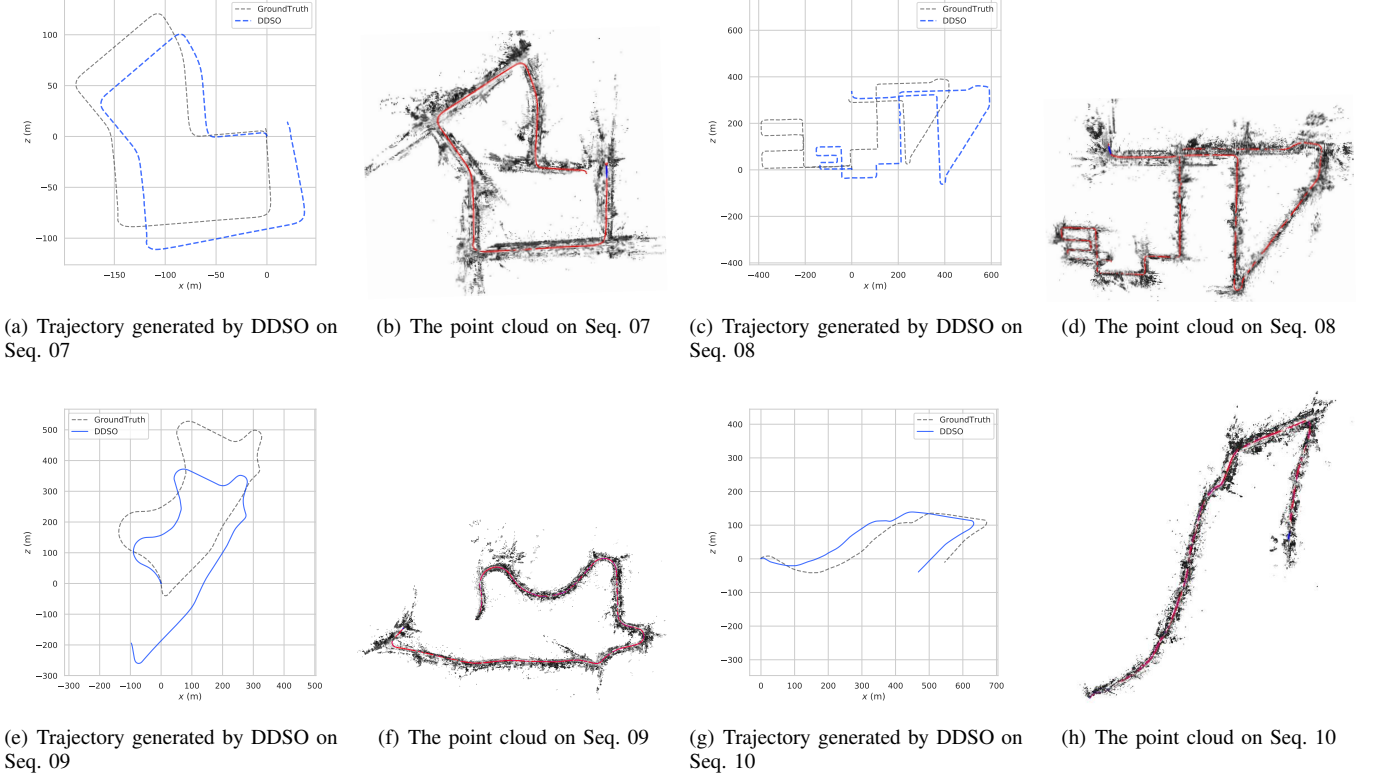 GroundTruth
DDSO
100
50
0
−50
−100
z (m)
−150
−100
−50
0
x (m)
GroundTruth
DDSO
600
400
200
0
−200
−400
z (m)
−400
−200
0
200
400
600
x (m)
(a) Trajectory generated by DDSO on
Seq. 07
(b) The point cloud on Seq. 07
(c) Trajectory generated by DDSO on
Seq. 08
(d) The point cloud on Seq. 08
GroundTruth
DDSO
500
400
300
200
100
0
−100
−200
−300
z (m)
−300
−200
−100
0
100
200
300
400
500
x (m)
GroundTruth
DDSO
400
300
200
100
0
−100
−200
−300
z (m)
0
100
200
300
400
500
600
700
x (m)
(e) Trajectory generated by DDSO on
Seq. 09
(f) The point cloud on Seq. 09
(g) Trajectory generated by DDSO on
Seq. 10
(h) The point cloud on Seq. 10